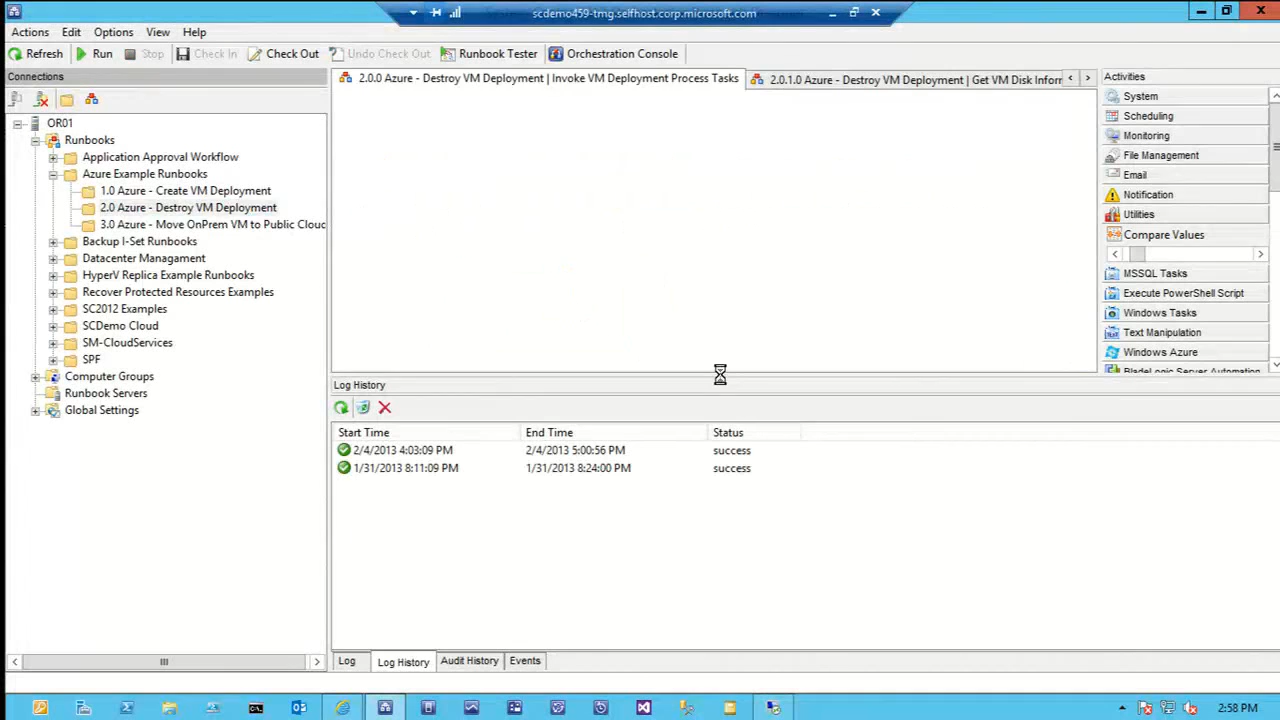 scdemo459-tmg.selfhost.corp.microsoft.com
Actions Edit Options View Help
Refresh Run Stop Check In Check Out Undo Check Out Runbook Tester Orchestration Console
Connections
OR01
Runbooks
Application Approval Workflow
Azure Example Runbooks
1.0 Azure - Create VM Deployment
2.0 Azure - Destroy VM Deployment
3.0 Azure - Move OnPrem VM to Public Cloud
Backup I-Set Runbooks
Datacenter Managament
HyperV Replica Example Runbooks
Recover Protected Resources Examples
SC2012 Examples
SCDemo Cloud
SM-CloudServices
SPF
Computer Groups
Runbook Servers
Global Settings
2.0.0 Azure - Destroy VM Deployment | Invoke VM Deployment Process Tasks
2.0.1.0 Azure - Destroy VM Deployment | Get VM Disk Inforr
Activities
System
Scheduling
Monitoring
File Management
Email
Notification
Utilities
Compare Values
MSSQL Tasks
Execute PowerShell Script
Windows Tasks
Text Manipulation
Windows Azure
BladeLogic Server Automation
Log History
Start Time End Time Status
2/4/2013 4:03:09 PM 2/4/2013 5:00:56 PM success
1/31/2013 8:11:09 PM 1/31/2013 8:24:00 PM success
Log Log History Audit History Events
2:58 PM